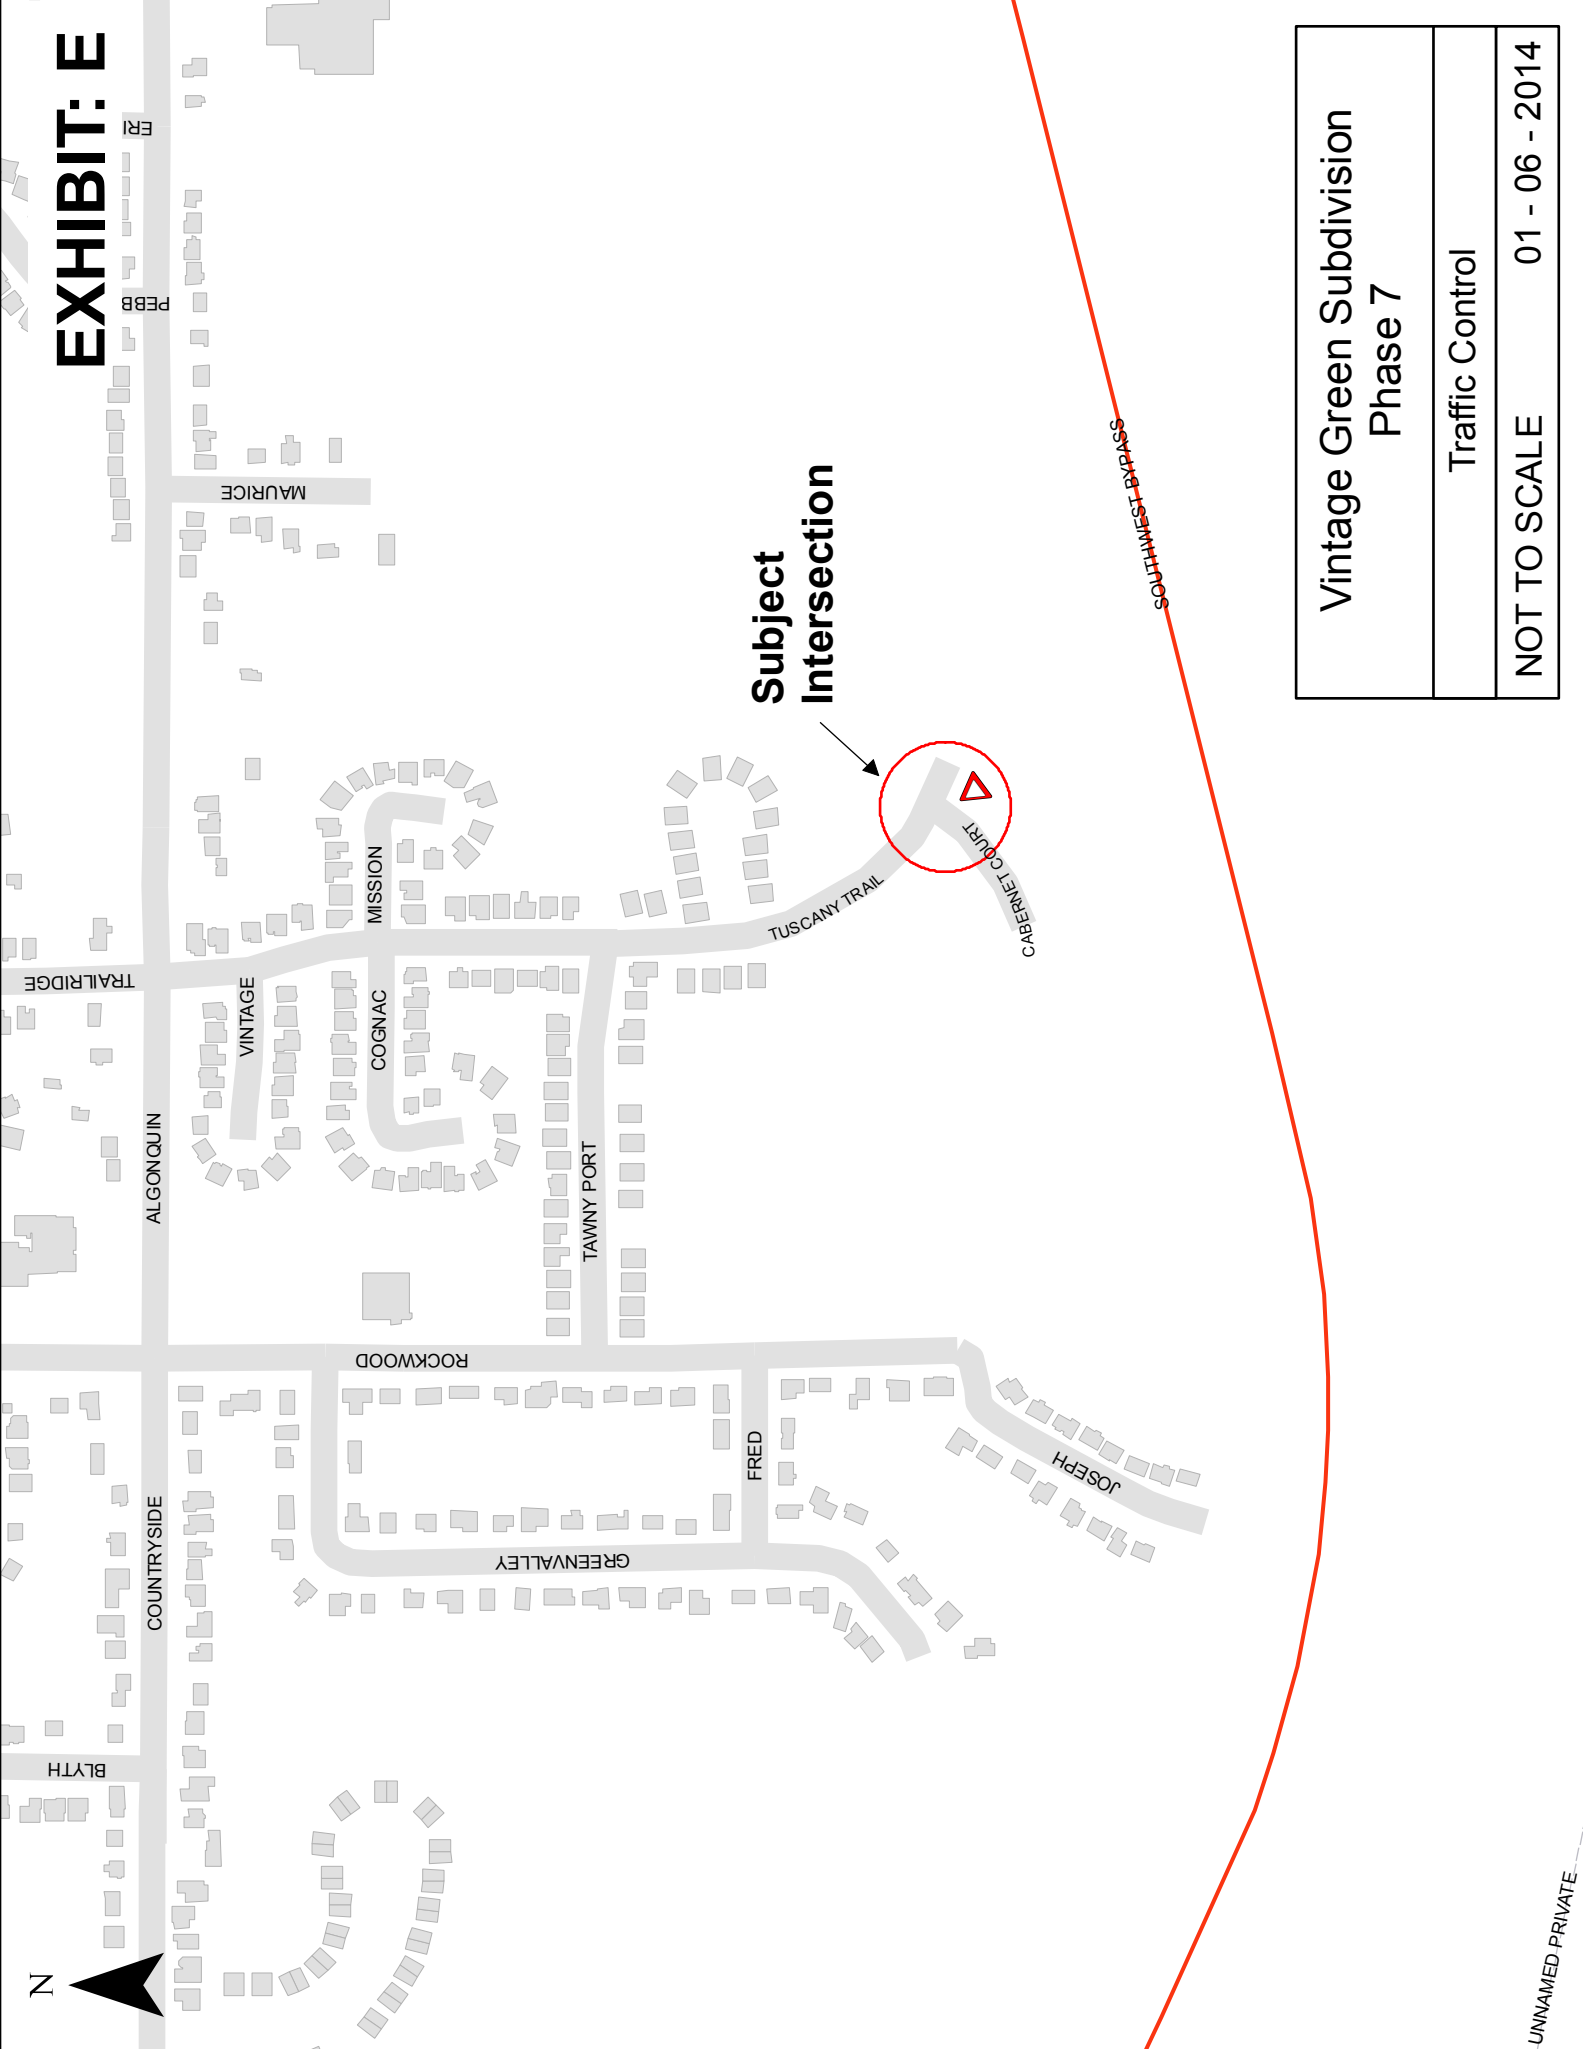 EXHIBIT: E
ERI
PEBB
MAURICE
TRAILRIDGE
ALGONQUIN
VINTAGE
MISSION
COGNAC
TAWNY PORT
TUSCANY TRAIL
CABERNET COURT
Subject
Intersection
SOUTHWEST BYPASS
ROCKWOOD
FRED
JOSEPH
GREENVALLEY
COUNTRYSIDE
BLYTH
N
UNNAMED PRIVATE
Vintage Green Subdivision
Phase 7
Traffic Control
NOT TO SCALE 01 - 06 - 2014